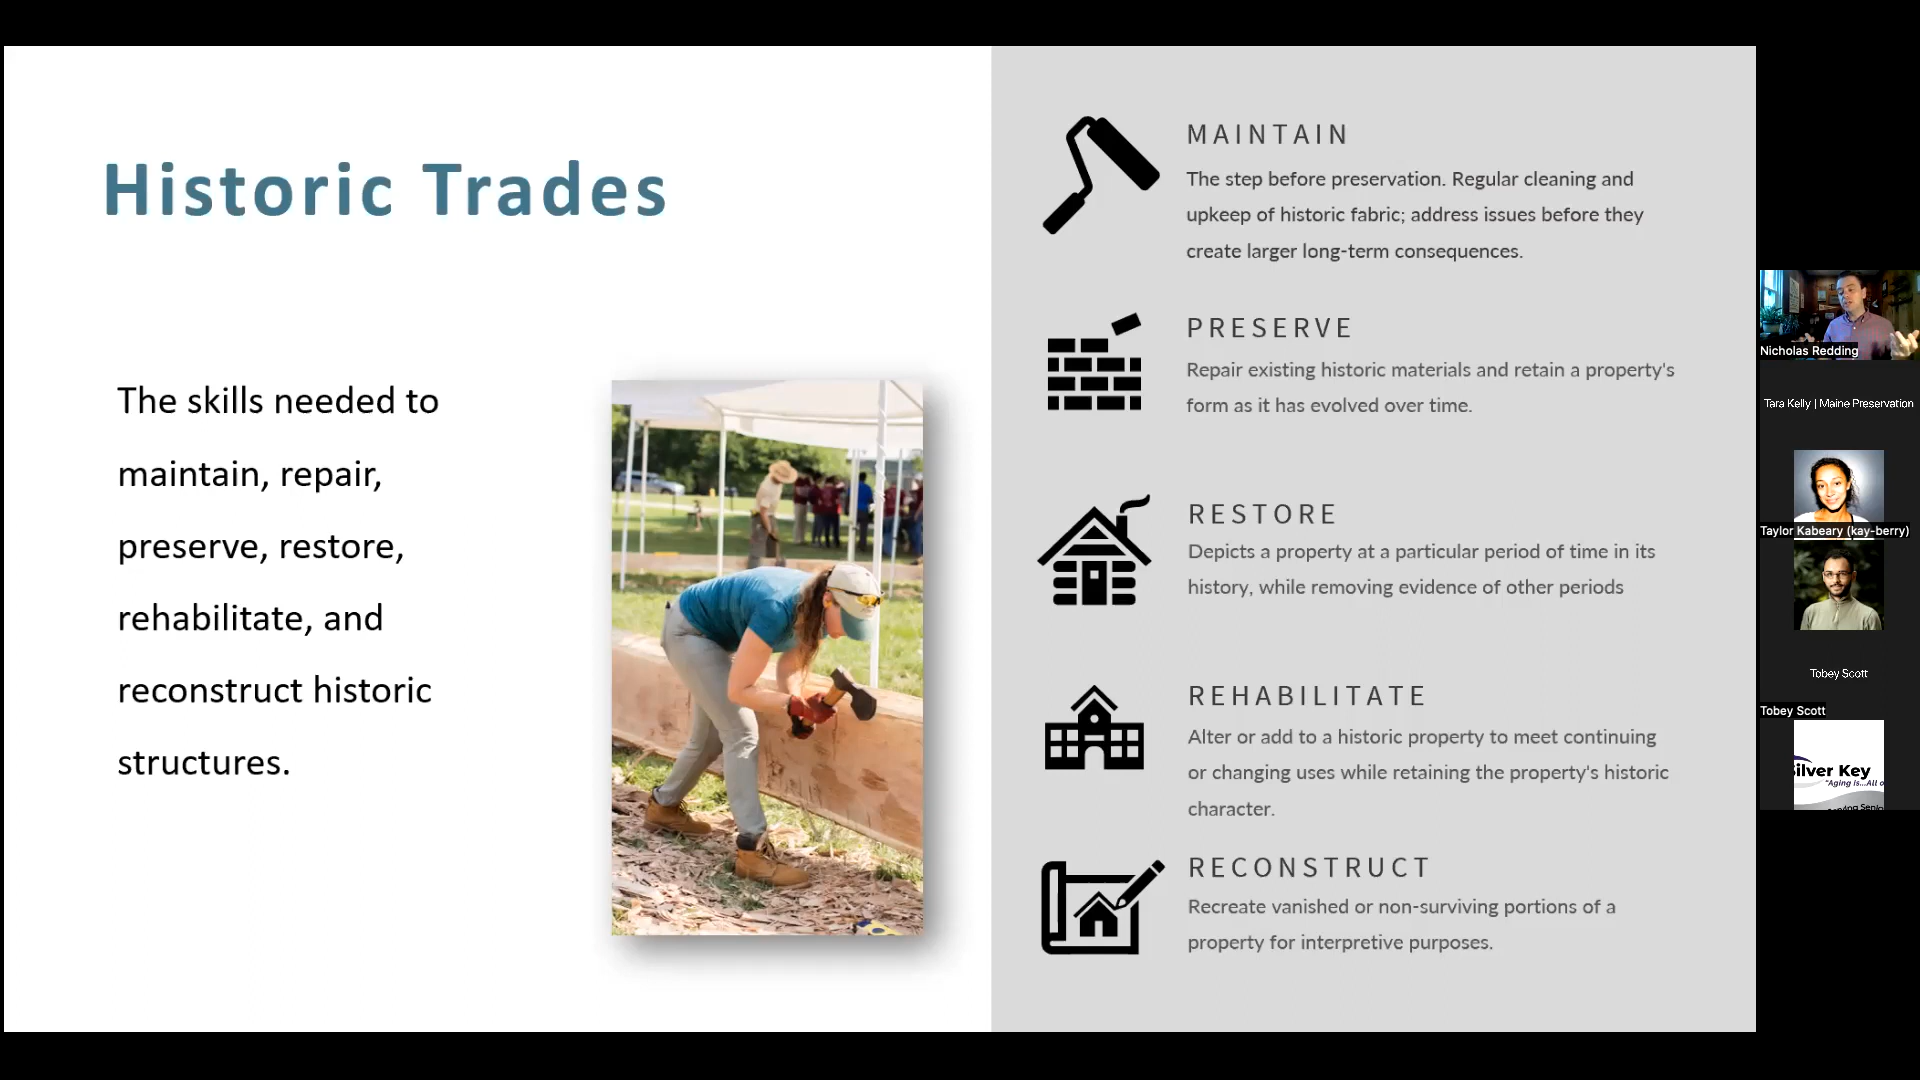 Historic Trades
The skills needed to
maintain, repair,
preserve, restore,
rehabilitate, and
reconstruct historic
structures.
MAINTAIN
The step before preservation. Regular cleaning and
upkeep of historic fabric; address issues before they
create larger long-term consequences.
PRESERVE
Repair existing historic materials and retain a property's
form as it has evolved over time.
RESTORE
Depicts a property at a particular period of time in its
history, while removing evidence of other periods
REHABILITATE
Alter or add to a historic property to meet continuing
or changing uses while retaining the property's historic
character.
RECONSTRUCT
Recreate vanished or non-surviving portions of a
property for interpretive purposes.
Nicholas Redding
Tara Kelly | Maine Preservation
Taylor Kabeary (kay-berry)
Tobey Scott
Tobey Scott
Silver Key
"Aging is...All